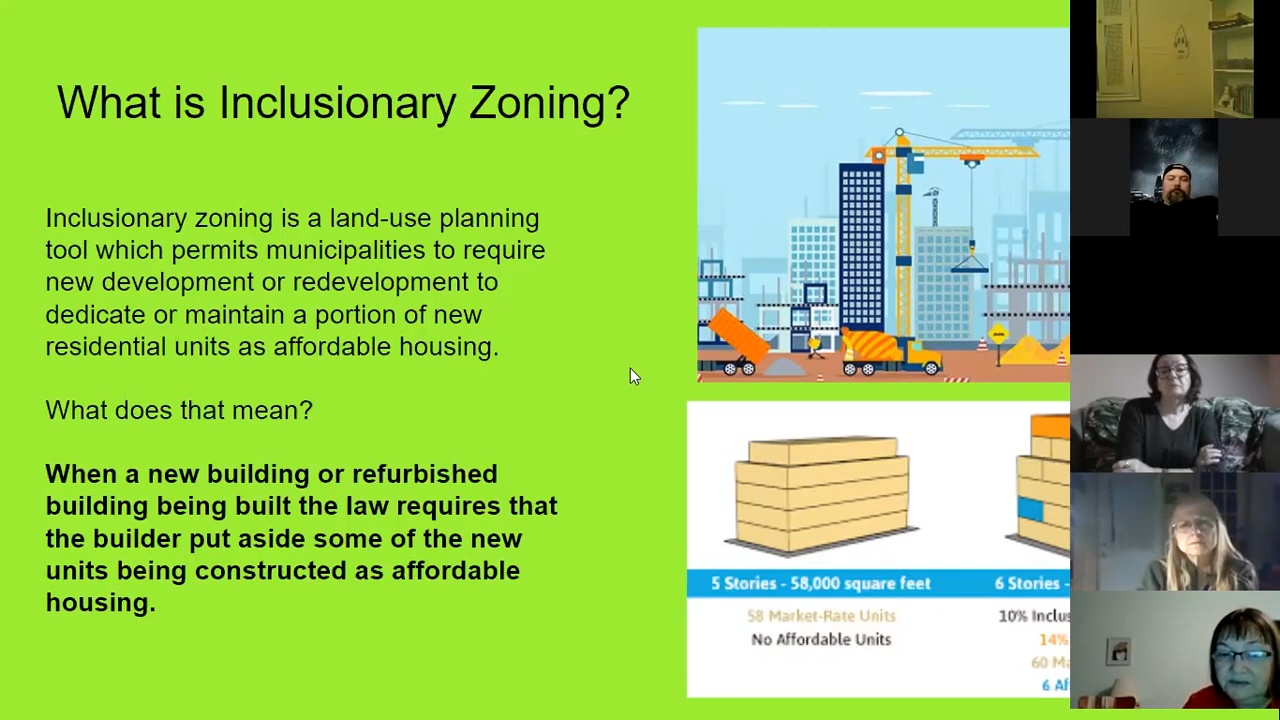 What is Inclusionary Zoning?
Inclusionary zoning is a land-use planning
tool which permits municipalities to require
new development or redevelopment to
dedicate or maintain a portion of new
residential units as affordable housing.
What does that mean?
When a new building or refurbished
building being built the law requires that
the builder put aside some of the new
units being constructed as affordable
housing.
5 Stories - 58,000 square feet
58 Market-Rate Units
No Affordable Units
6 Stories -
10%
14%
60
6